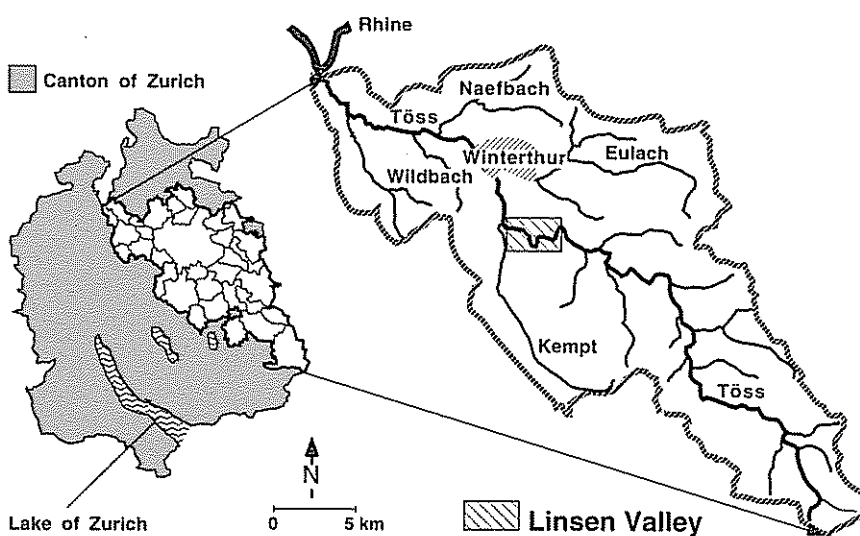 Rhine
Canton of Zurich
Naefbach
Töss
Winterthur
Eulach
Wildbach
Kempt
Töss
N
0 5 km
Linsen Valley
Lake of Zurich